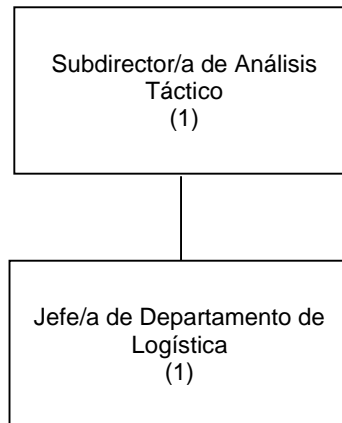 Subdirector/a de Análisis
Táctico
(1)
Jefe/a de Departamento de
Logística
(1)